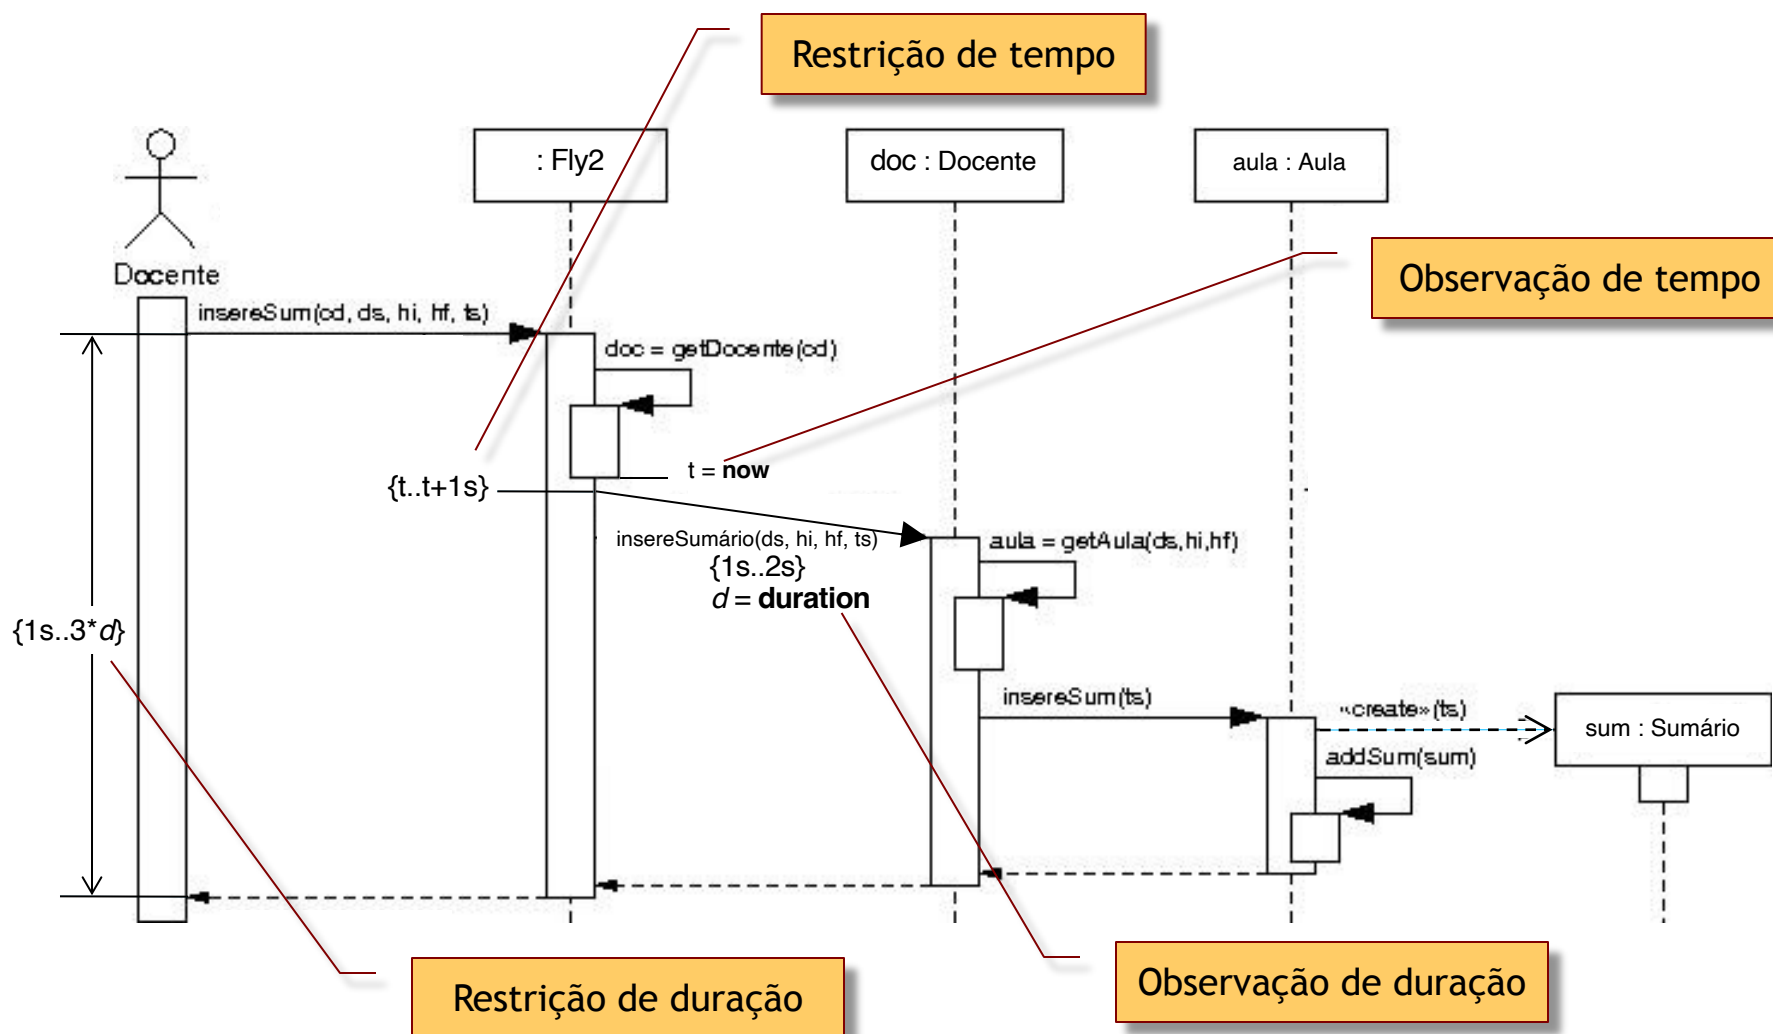 Restrição de tempo
: Fly2
doc : Docente
aula : Aula
Docente
Observação de tempo
insereSum(cd, ds, hi, hf, ts)
doc = getDocente(cd)
t = now
{t..t+1s}
insereSumário(ds, hi, hf, ts)
aula = getAula(ds,hi,hf)
{1s..2s}
d = duration
{1s..3*d}
insereSum(ts)
«create»(ts)
sum : Sumário
addSum(sum)
Observação de duração
Restrição de duração